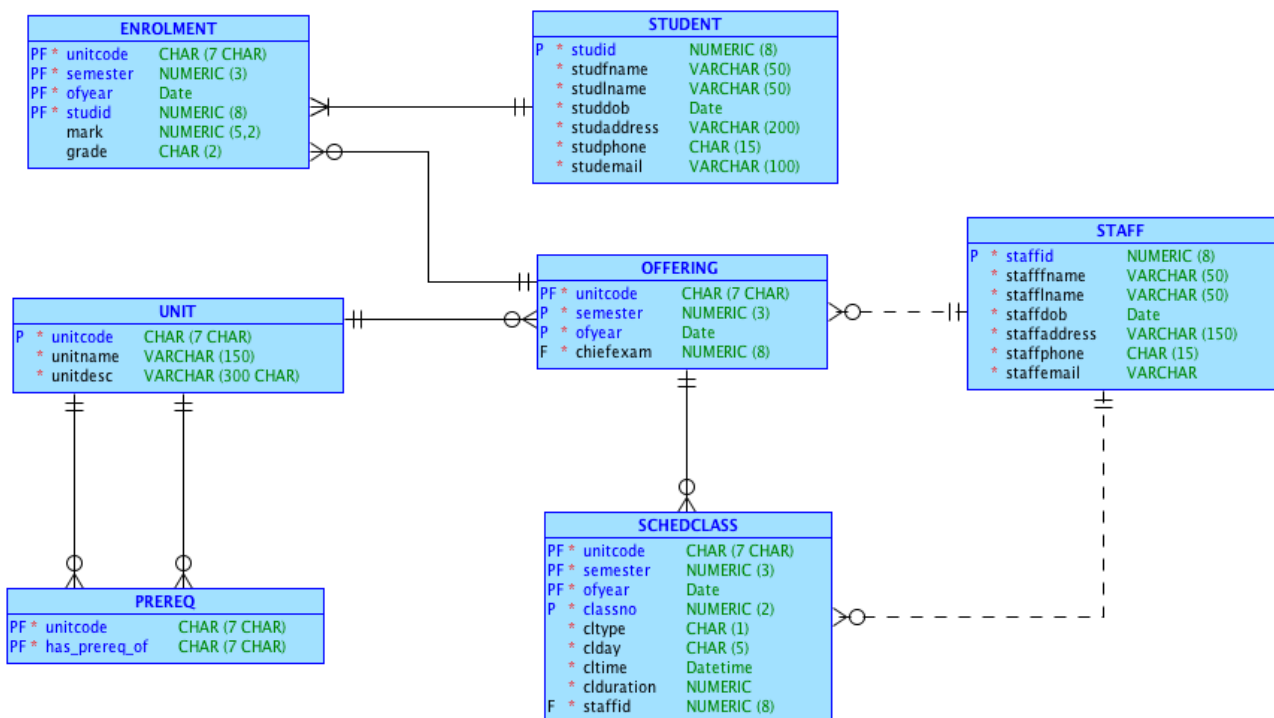 ENROLMENT
PF * unitcode CHAR (7 CHAR)
PF * semester NUMERIC (3)
PF * ofyear Date
PF * studid NUMERIC (8)
mark NUMERIC (5,2)
grade CHAR (2)
STUDENT
P * studid NUMERIC (8)
* studfname VARCHAR (50)
* studlname VARCHAR (50)
* studdob Date
* studaddress VARCHAR (200)
* studphone CHAR (15)
* studemail VARCHAR (100)
STAFF
P * staffid NUMERIC (8)
* stafffname VARCHAR (50)
* stafflname VARCHAR (50)
* staffdob Date
* staffaddress VARCHAR (150)
* staffphone CHAR (15)
* staffemail VARCHAR
OFFERING
PF * unitcode CHAR (7 CHAR)
P * semester NUMERIC (3)
P * ofyear Date
F * chiefexam NUMERIC (8)
UNIT
P * unitcode CHAR (7 CHAR)
* unitname VARCHAR (150)
* unitdesc VARCHAR (300 CHAR)
SCHEDCLASS
PF * unitcode CHAR (7 CHAR)
PF * semester NUMERIC (3)
PF * ofyear Date
P * classno NUMERIC (2)
* cltype CHAR (1)
* clday CHAR (5)
* cltime Datetime
* clduration NUMERIC
F * staffid NUMERIC (8)
PREREQ
PF * unitcode CHAR (7 CHAR)
PF * has_prereq_of CHAR (7 CHAR)